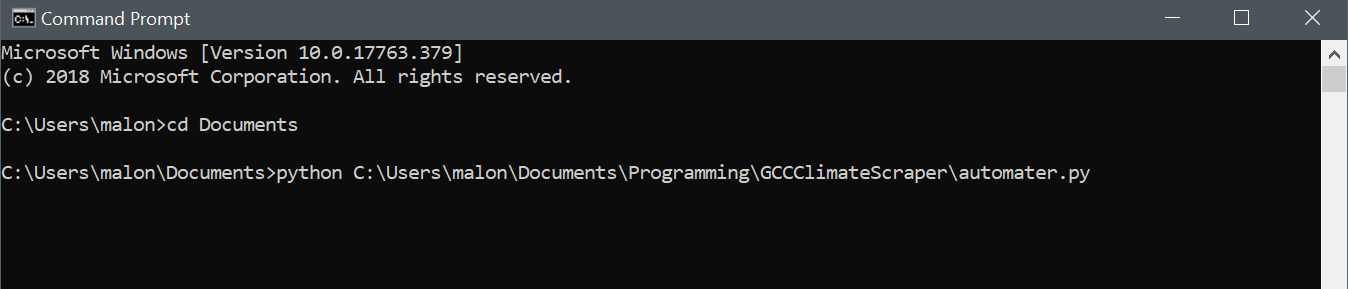 Command Prompt
Microsoft Windows [Version 10.0.17763.379]
(c) 2018 Microsoft Corporation. All rights reserved.
C:\Users\malon>cd Documents
C:\Users\malon\Documents>python C:\Users\malon\Documents\Programming\GCCClimateScraper\automater.py